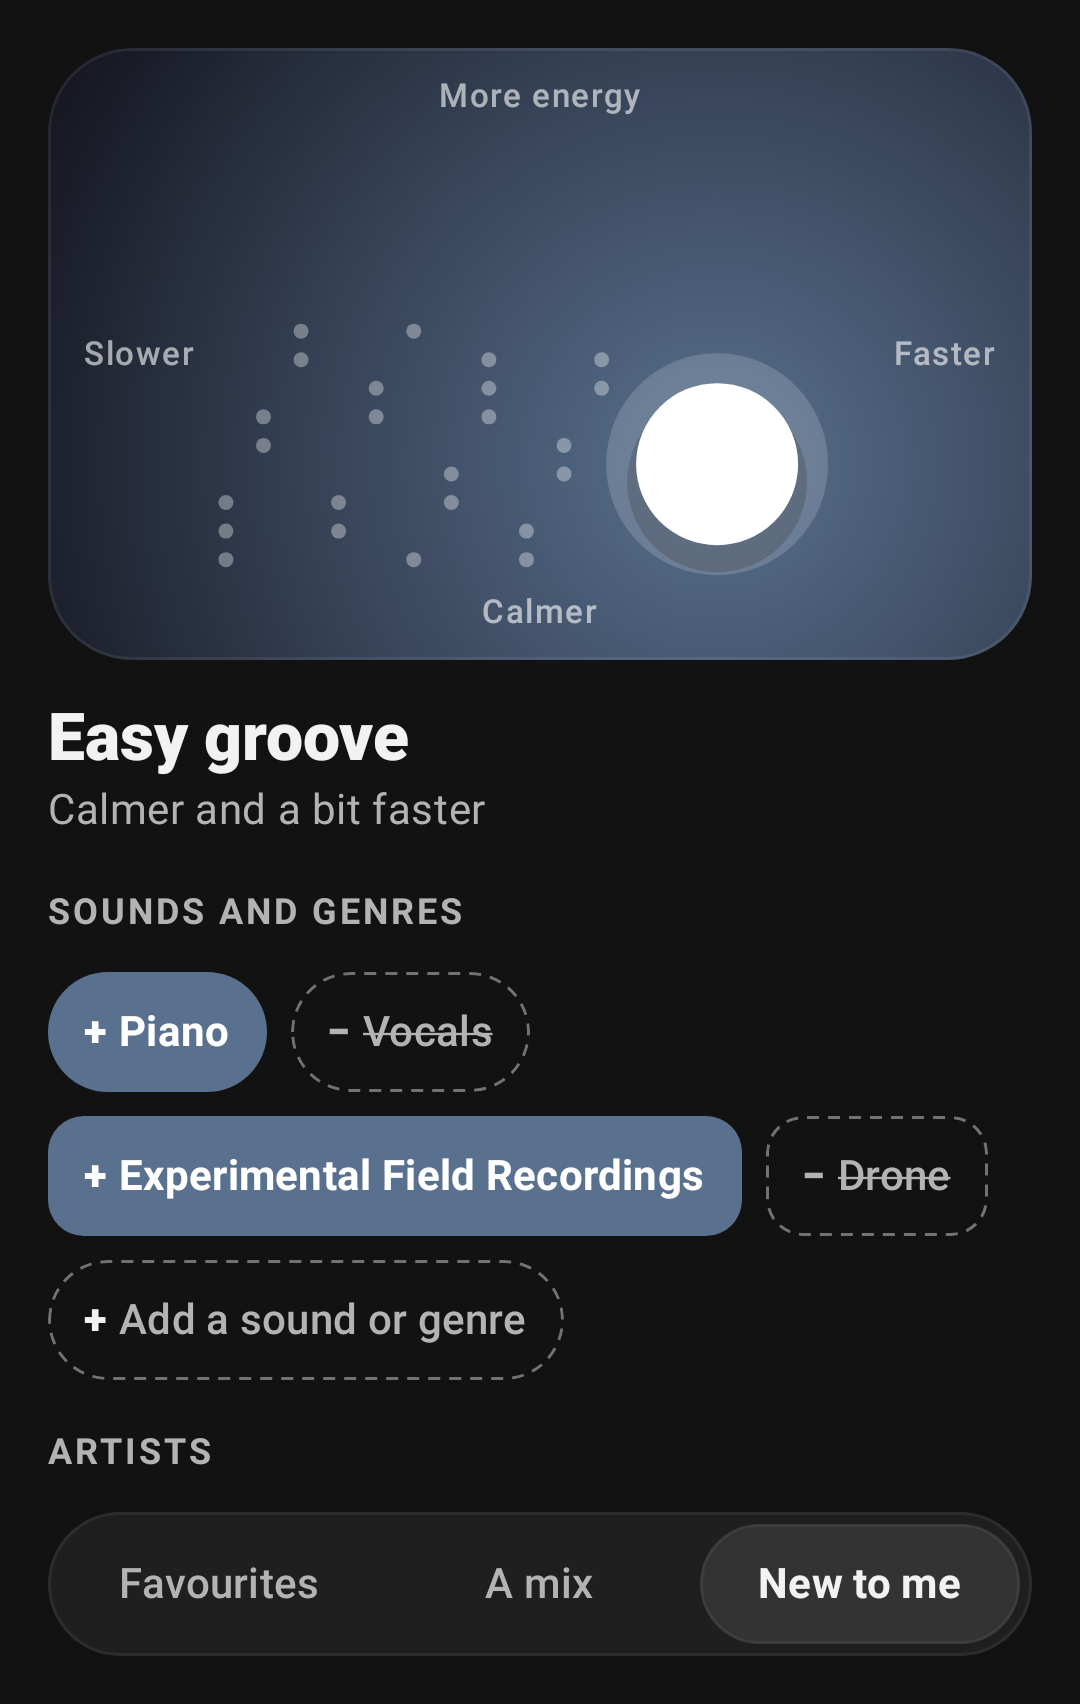 More energy
Slower
Faster
Calmer
Easy groove
Calmer and a bit faster
SOUNDS AND GENRES
+ Piano
− Vocals
+ Experimental Field Recordings
− Drone
+ Add a sound or genre
ARTISTS
Favourites
A mix
New to me